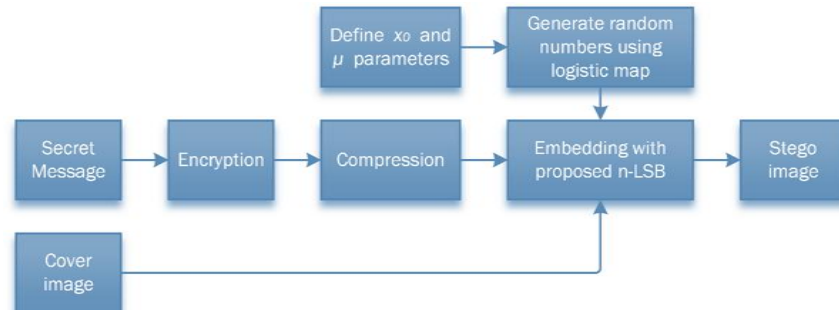 Define x₀ and
μ parameters
Generate random
numbers using
logistic map
Secret
Message
Encryption
Compression
Embedding with
proposed n-LSB
Stego
image
Cover
image